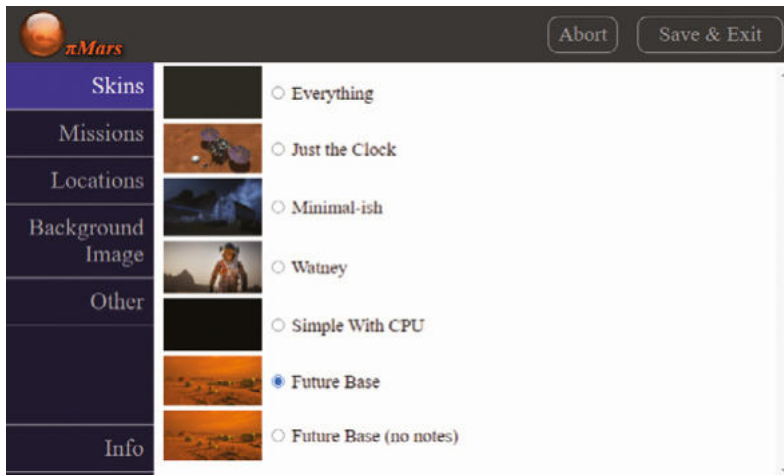 πMars
Abort
Save & Exit
Skins
Missions
Locations
Background
Image
Other
Info
Everything
Just the Clock
Minimal-ish
Watney
Simple With CPU
Future Base
Future Base (no notes)